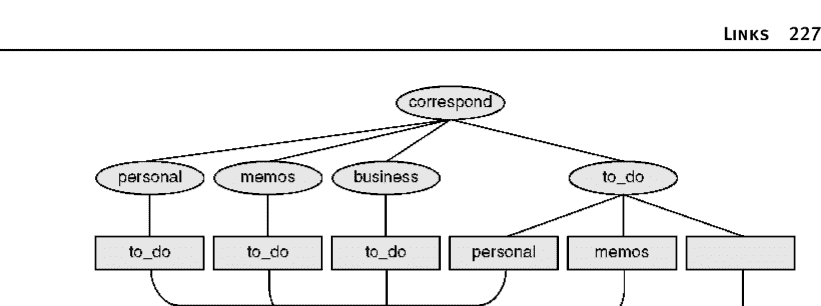 LINKS 227
correspond
personal memos business to_do
to_do to_do to_do personal memos